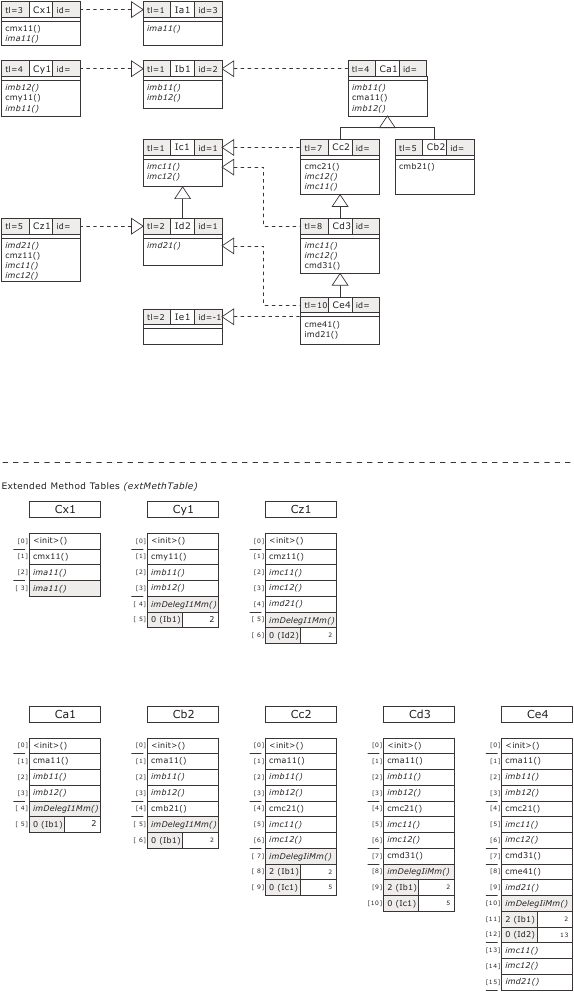 tl=3 Cx1 id= tl=1 Ia1 id=3
cmx11() ima11()
ima11()
tl=4 Cy1 id= tl=1 Ib1 id=2 tl=4 Ca1 id=
imb12() imb11() imb11()
cmy11() imb12() cma11()
imb11() imb12()
tl=1 Ic1 id=1 tl=7 Cc2 id= tl=5 Cb2 id=
imc11() cmc21() cmb21()
imc12() imc12()
imc11()
tl=5 Cz1 id= tl=2 Id2 id=1 tl=8 Cd3 id=
imd21() imd21() imc11()
cmz11() imc12()
imc11() cmd31()
imc12()
tl=2 Ie1 id=-1 tl=10 Ce4 id=
cme41()
imd21()
Extended Method Tables (extMethTable)
Cx1 Cy1 Cz1
[0] <init>() [0] <init>() [0] <init>()
[1] cmx11() [1] cmy11() [1] cmz11()
[2] ima11() [2] imb11() [2] imc11()
[ 3] ima11() [3] imb12() [3] imc12()
[ 4] imDelegI1Mm() [4] imd21()
[ 5] 0 (Ib1) 2 [ 5] imDelegI1Mm()
[ 6] 0 (Id2) 2
Ca1 Cb2 Cc2 Cd3 Ce4
[0] <init>() [0] <init>() [0] <init>() [0] <init>() [0] <init>()
[1] cma11() [1] cma11() [1] cma11() [1] cma11() [1] cma11()
[2] imb11() [2] imb11() [2] imb11() [2] imb11() [2] imb11()
[3] imb12() [3] imb12() [3] imb12() [3] imb12() [3] imb12()
[ 4] imDelegI1Mm() [4] cmb21() [4] cmc21() [4] cmc21() [4] cmc21()
[ 5] 0 (Ib1) 2 [ 5] imDelegI1Mm() [5] imc11() [5] imc11() [5] imc11()
[ 6] 0 (Ib1) 2 [6] imc12() [6] imc12() [6] imc12()
[ 7] imDelegIiMm() [7] cmd31() [7] cmd31()
[ 8] 2 (Ib1) 2 [8] imDelegIiMm() [8] cme41()
[ 9] 0 (Ic1) 5 [9] 2 (Ib1) 2 [9] imd21()
[10] 0 (Ic1) 5 [10] imDelegIiMm()
[11] 2 (Ib1) 2
[12] 0 (Id2) 13
[13] imc11()
[14] imc12()
[15] imd21()